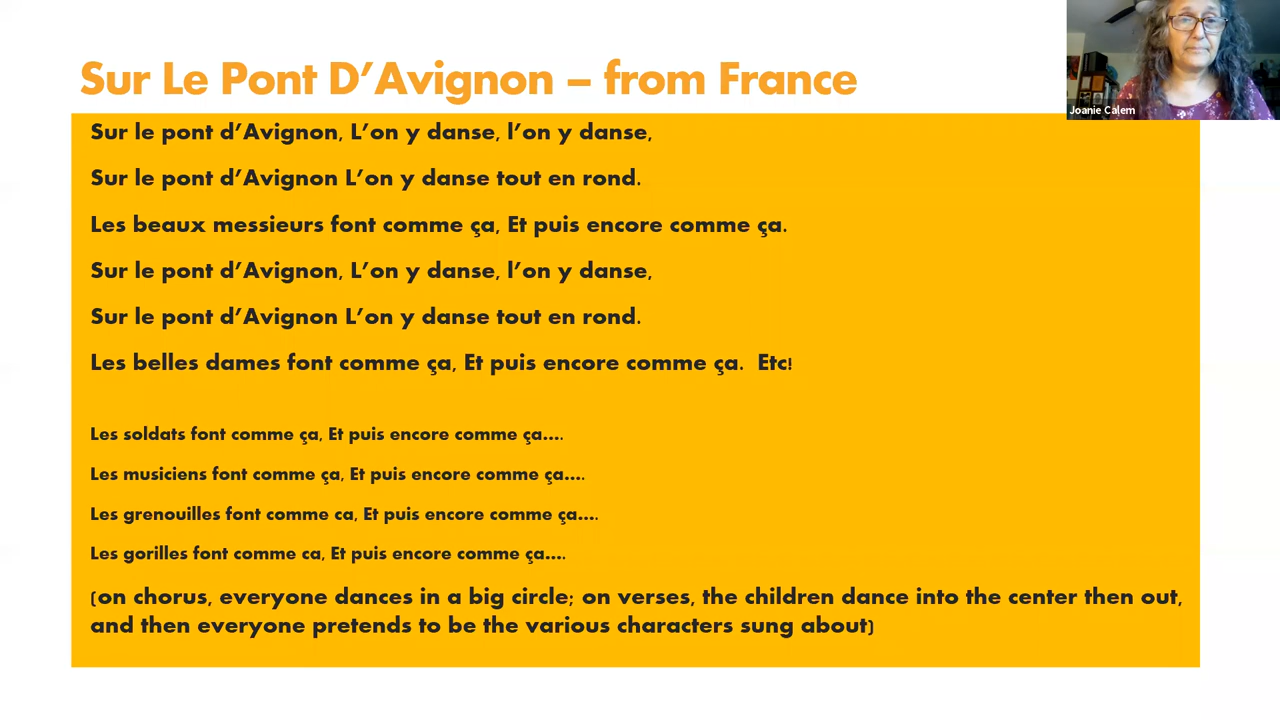 Sur Le Pont D’Avignon – from France
Joanie Calem
Sur le pont d’Avignon, L’on y danse, l’on y danse,
Sur le pont d’Avignon L’on y danse tout en rond.
Les beaux messieurs font comme ça, Et puis encore comme ça.
Sur le pont d’Avignon, L’on y danse, l’on y danse,
Sur le pont d’Avignon L’on y danse tout en rond.
Les belles dames font comme ça, Et puis encore comme ça.  Etc!
Les soldats font comme ça, Et puis encore comme ça….
Les musiciens font comme ça, Et puis encore comme ça….
Les grenouilles font comme ca, Et puis encore comme ça….
Les gorilles font comme ca, Et puis encore comme ça….
(on chorus, everyone dances in a big circle; on verses, the children dance into the center then out,
and then everyone pretends to be the various characters sung about)